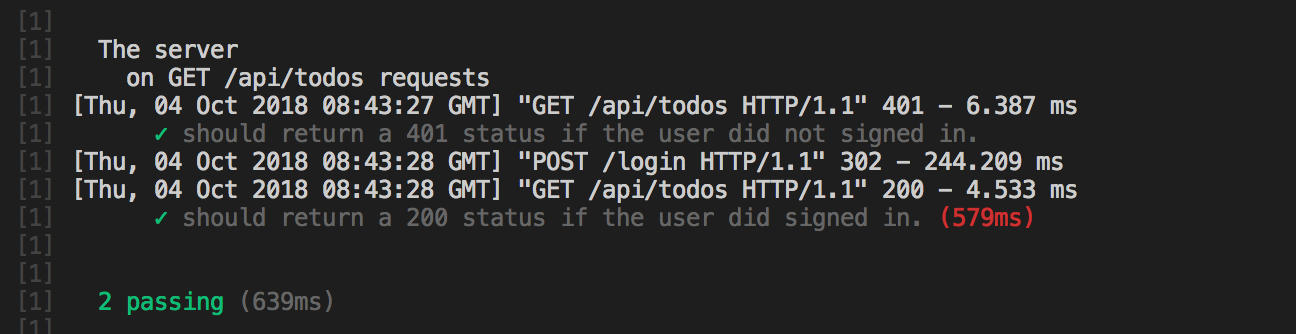 [1]
[1] The server
[1] on GET /api/todos requests
[1] [Thu, 04 Oct 2018 08:43:27 GMT] "GET /api/todos HTTP/1.1" 401 - 6.387 ms
[1] ✓ should return a 401 status if the user did not signed in.
[1] [Thu, 04 Oct 2018 08:43:28 GMT] "POST /login HTTP/1.1" 302 - 244.209 ms
[1] [Thu, 04 Oct 2018 08:43:28 GMT] "GET /api/todos HTTP/1.1" 200 - 4.533 ms
[1] ✓ should return a 200 status if the user did signed in. (579ms)
[1]
[1]
[1] 2 passing (639ms)
[1]